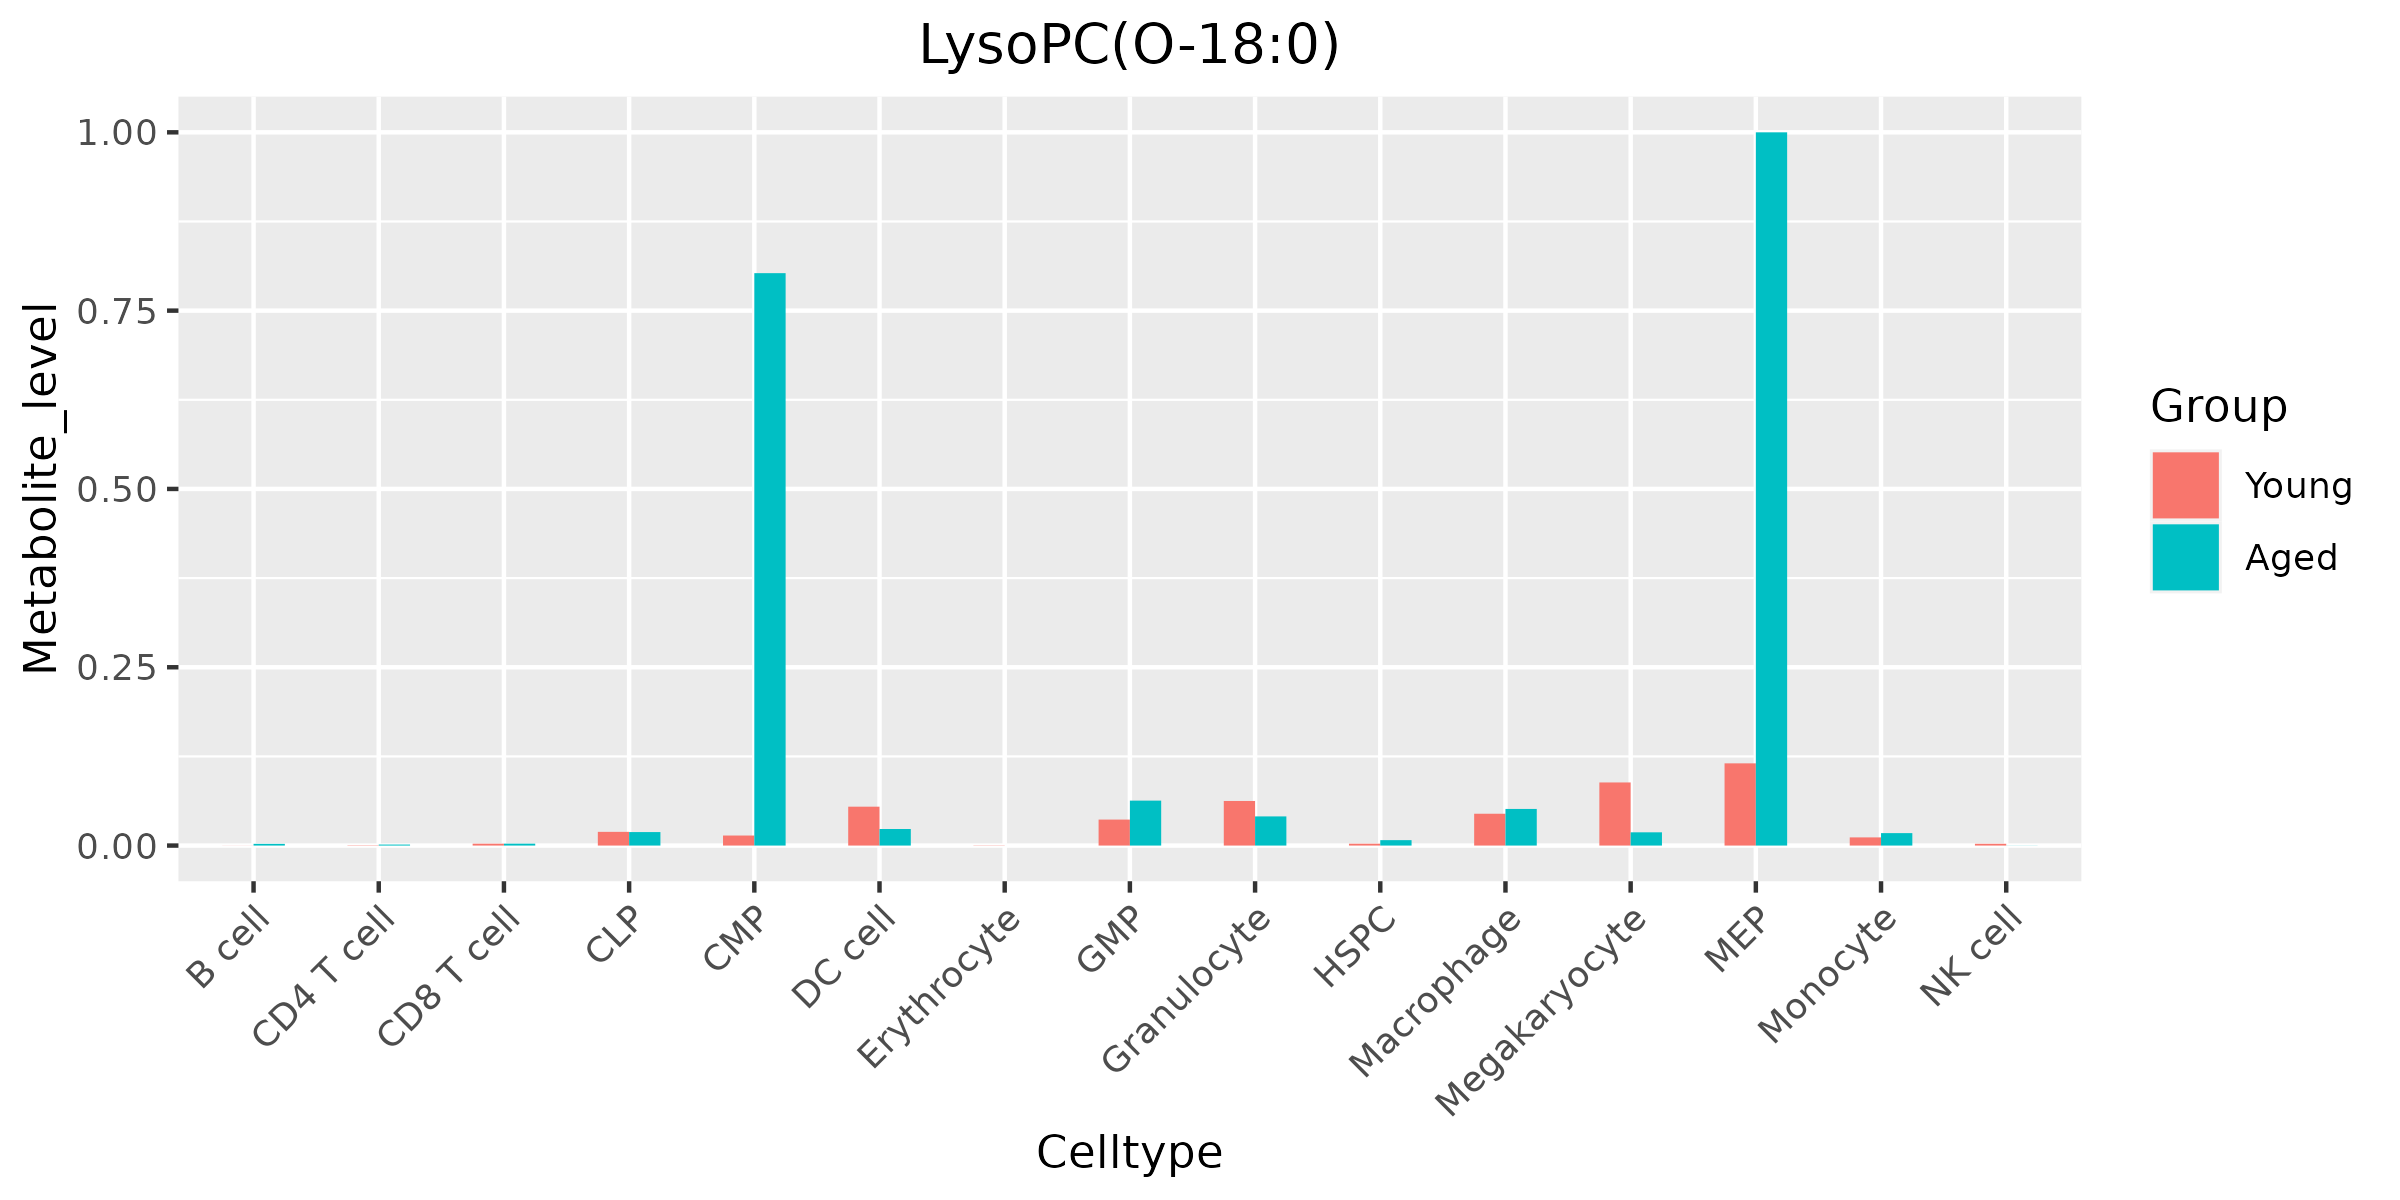 LysoPC(O-18:0)
Metabolite_level
1.00
0.75
0.50
0.25
0.00
B cell
CD4 T cell
CD8 T cell
CLP
CMP
DC cell
Erythrocyte
GMP
Granulocyte
HSPC
Macrophage
Megakaryocyte
MEP
Monocyte
NK cell
Celltype
Group
Young
Aged